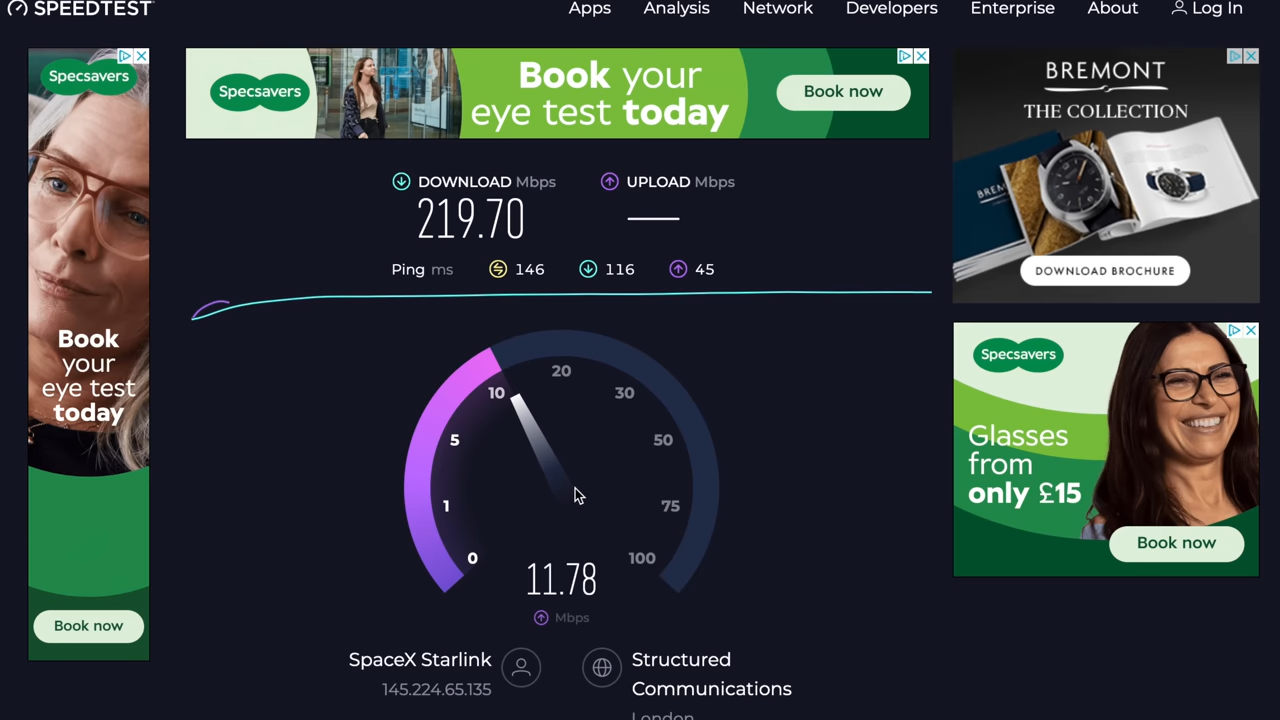 SPEEDTEST
Apps Analysis Network Developers Enterprise About Log In
Specsavers
Book
your
eye test
today
Book now
Specsavers
Book your
eye test today
Book now
BREMONT
THE COLLECTION
BREM
DOWNLOAD BROCHURE
DOWNLOAD Mbps UPLOAD Mbps
219.70
Ping ms 146 116 45
0
1
5
10
20
30
50
75
100
11.78
Mbps
Specsavers
Glasses
from
only £15
Book now
SpaceX Starlink
145.224.65.135
Structured
Communications
London